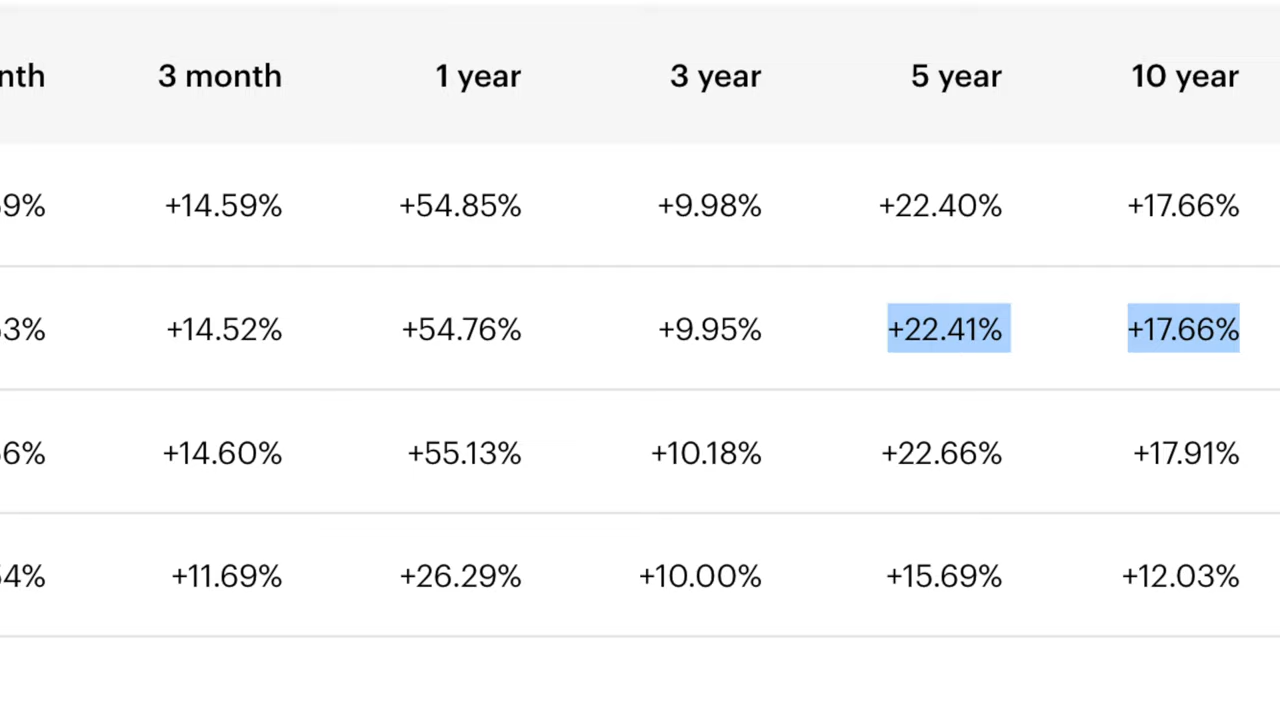 3 month 1 year 3 year 5 year 10 year
+14.59% +54.85% +9.98% +22.40% +17.66%
+14.52% +54.76% +9.95% +22.41% +17.66%
+14.60% +55.13% +10.18% +22.66% +17.91%
+11.69% +26.29% +10.00% +15.69% +12.03%